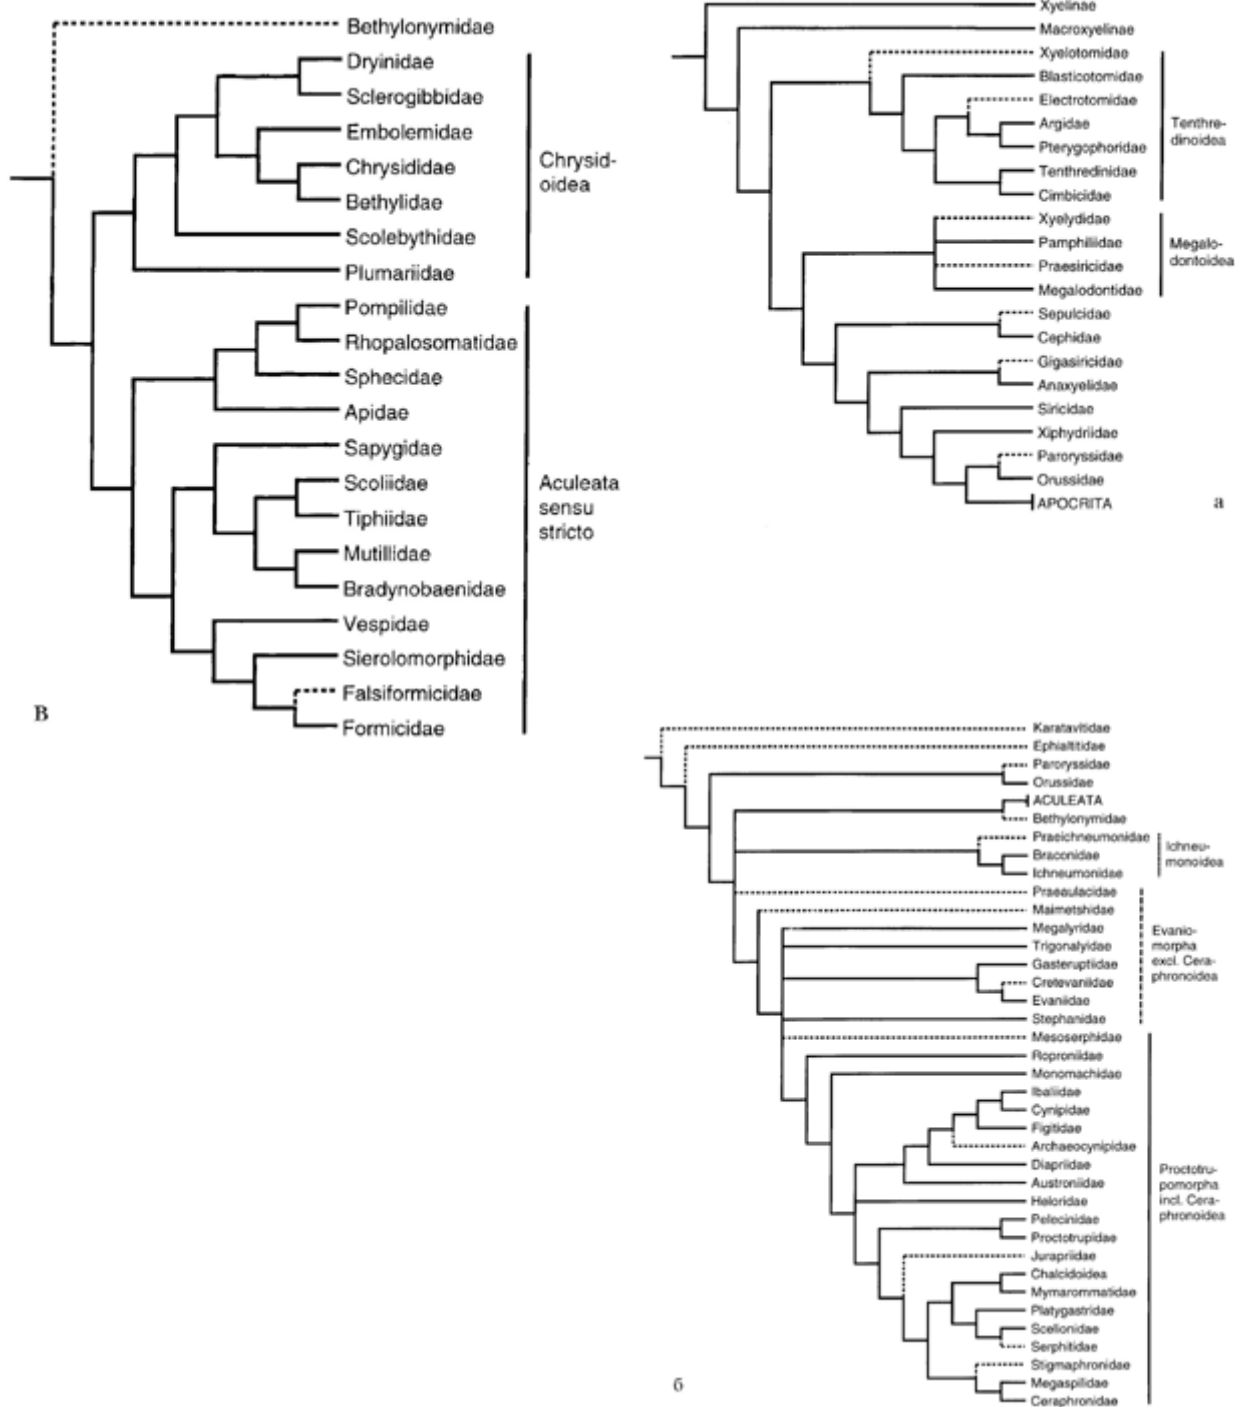 Bethylonymidae
Dryinidae
Sclerogibbidae
Embolemidae
Chrysididae
Bethylidae
Scolebythidae
Plumariidae
Chrysid-
oidea
Pompilidae
Rhopalosomatidae
Sphecidae
Apidae
Sapygidae
Scoliidae
Tiphiidae
Mutillidae
Bradynobaenidae
Vespidae
Sierolomorphidae
Falsiformicidae
Formicidae
Aculeata
sensu
stricto
В
Xyelinae
Macroxyelinae
Xyelotomidae
Blasticotomidae
Electrotomidae
Argidae
Pterygophoridae
Tenthredinidae
Cimbicidae
Tenthre-
dinoidea
Xyelydidae
Pamphiliidae
Praesiricidae
Megalodontidae
Megalo-
dontoidea
Sepulcidae
Cephidae
Gigasiricidae
Anaxyelidae
Siricidae
Xiphydriidae
Paroryssidae
Orussidae
APOCRITA
а
Karatavitidae
Ephialtitidae
Paroryssidae
Orussidae
ACULEATA
Bethylonymidae
Praeichneumonidae
Braconidae
Ichneumonidae
Ichneu-
monoidea
Praeaulacidae
Maimetshidae
Megalyridae
Trigonalyidae
Gasteruptiidae
Cretevaniidae
Evaniidae
Stephanidae
Evanio-
morpha
excl. Cera-
phronoidea
Mesoserphidae
Roproniidae
Monomachidae
Ibaliidae
Cynipidae
Figitidae
Archaeocynipidae
Diapriidae
Austroniidae
Heloridae
Pelecinidae
Proctotrupidae
Jurapriidae
Chalcidoidea
Mymarommatidae
Platygastridae
Scelionidae
Serphitidae
Stigmaphronidae
Megaspilidae
Ceraphronidae
Proctotru-
pomorpha
incl. Cera-
phronoidea
б